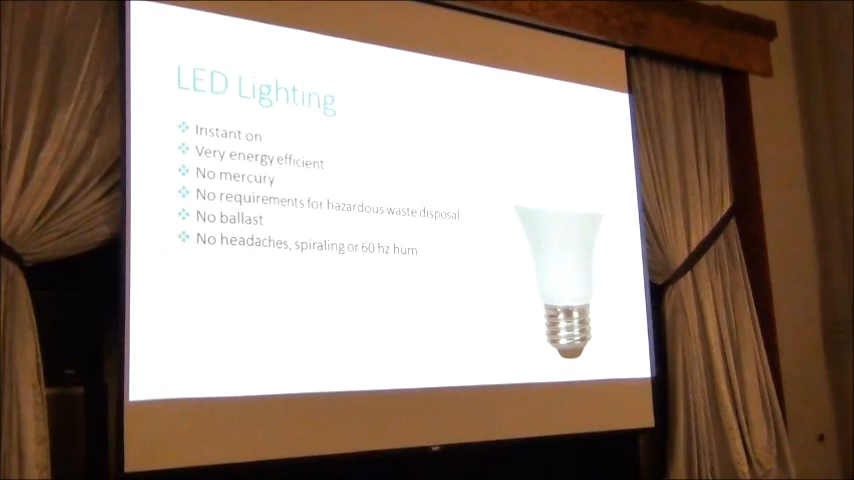 LED Lighting
Instant on
Very energy efficient
No mercury
No requirements for hazardous waste disposal
No ballast
No headaches, spiraling or 60 hz hum